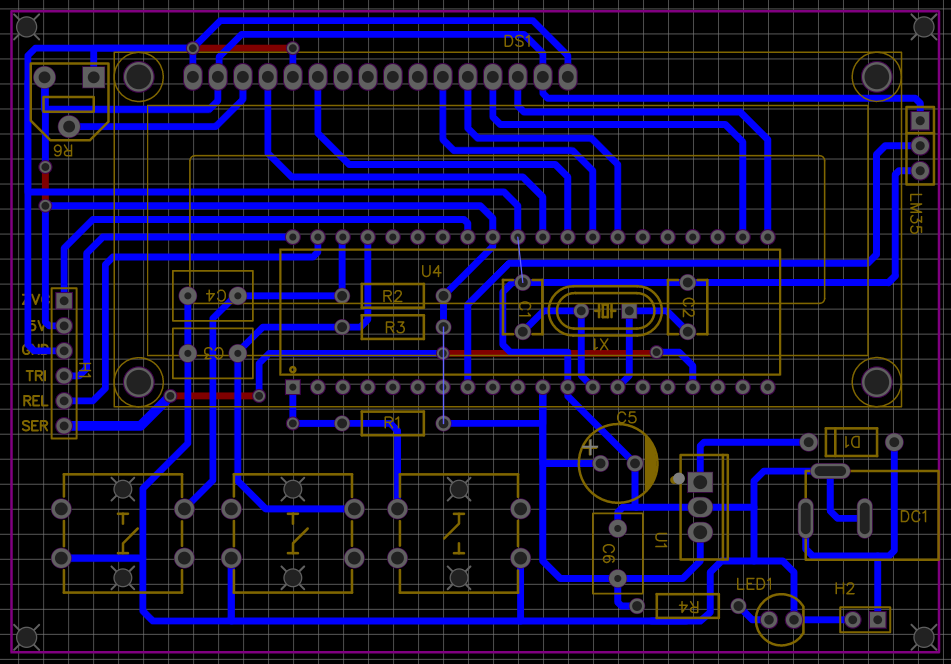 DS1
R6
LM35
U4
C4
R2
C1
C2
5V
R3
X1
GND
C3
H1
TRI
REL
R1
C5
SER
+
D1
DC1
U1
C6
LED1
H2
R4